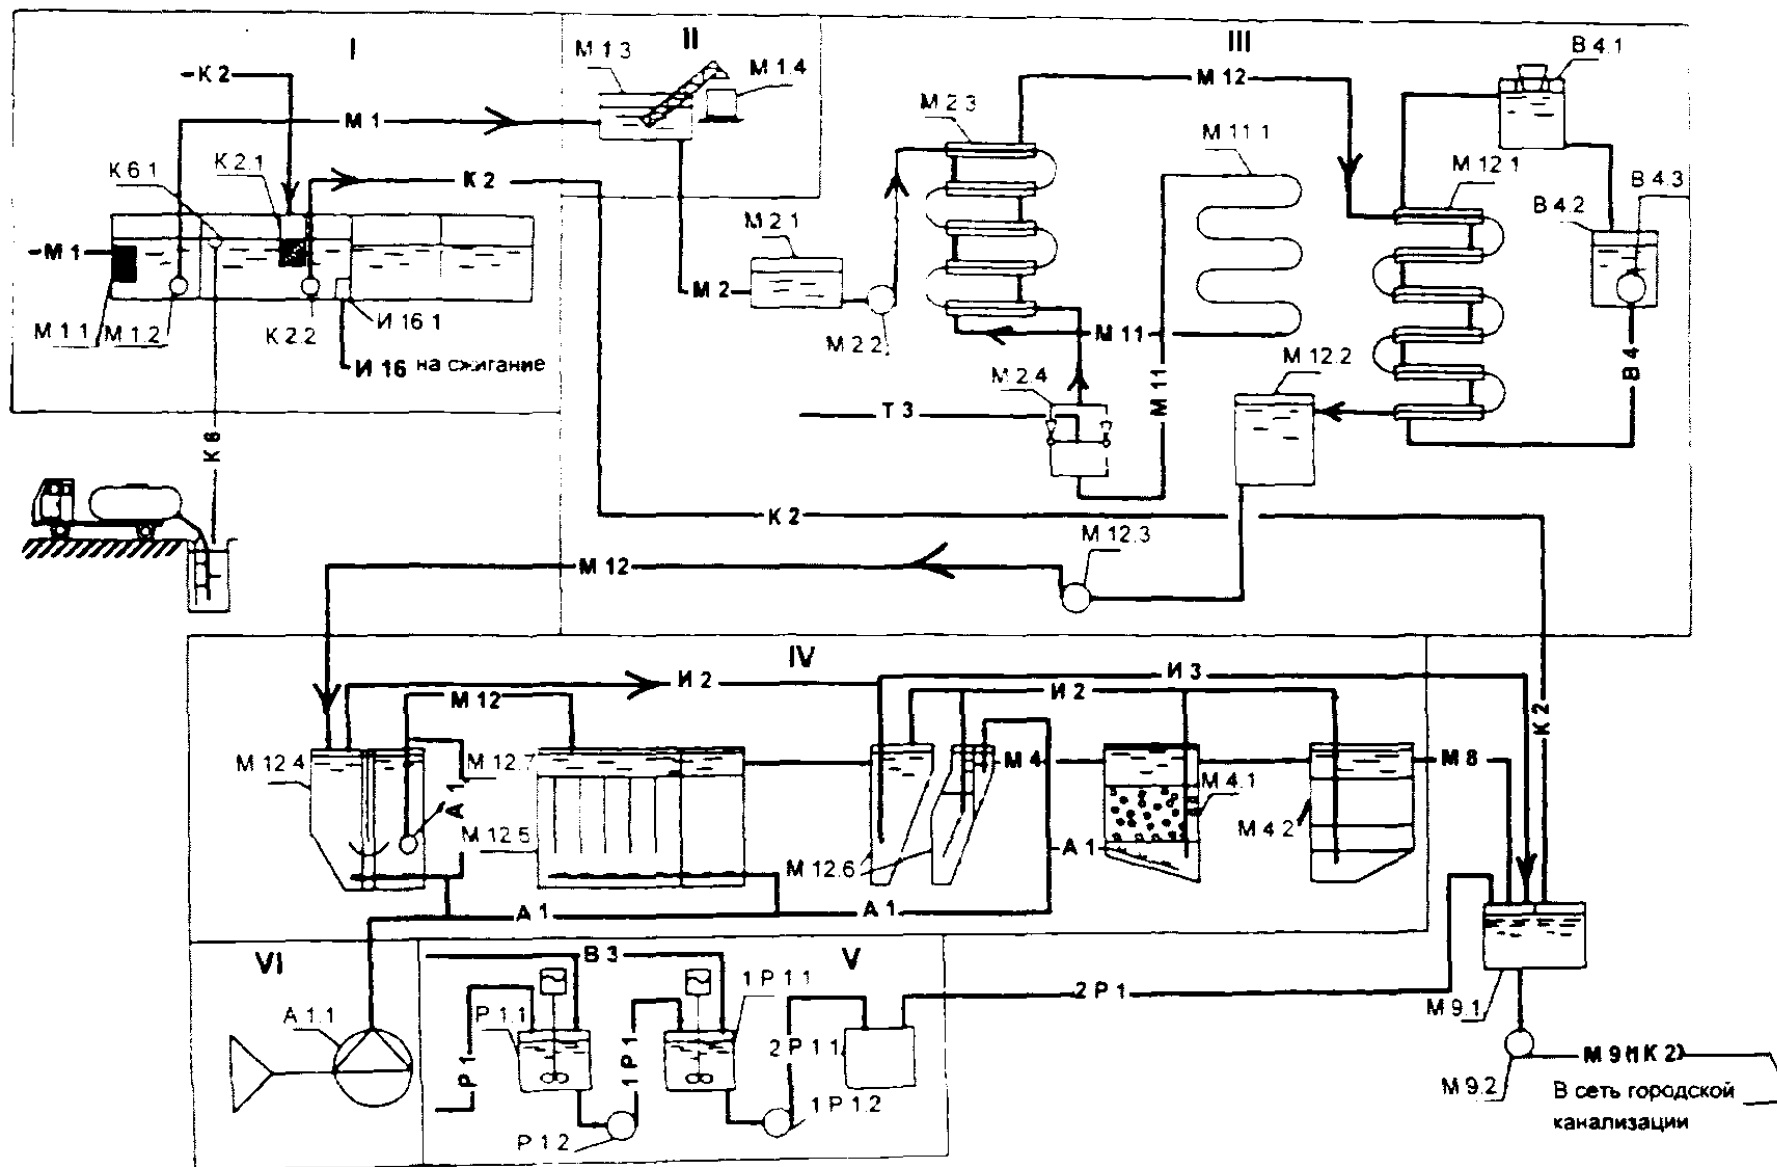 I
II
III
М 1.3
М 1.4
В 4.1
К 2
М 12
М 2.3
М 1
М 11 1
К 6 1
К 2.1
К 2
М 12.1
В 4.3
В 4.2
М 2.1
М 1
М 2
И 16 1
М 1 1
М 1.2
К 2.2
М 2.2
М 11
М 12.2
И 16 на сжигание
М 2.4
М 11
В 4
Т 3
К 6
К 2
М 12.3
М 12
IV
И 2
И 3
М 12
И 2
К 2
М 12 4
М 12.7
М 4
М 8
А 1
М 4.1
М 12 5
М 12.6
А 1
М 4 2
А 1
А 1
VI
В 3
V
1 Р 1 1
2 Р 1
А 1.1
Р 1.1
М 9.1
Р 1
1 Р 1
2 Р 1 1
М 9 (1К 2)
М 9.2
1 Р 1.2
Р 1 2
В сеть городской
канализации